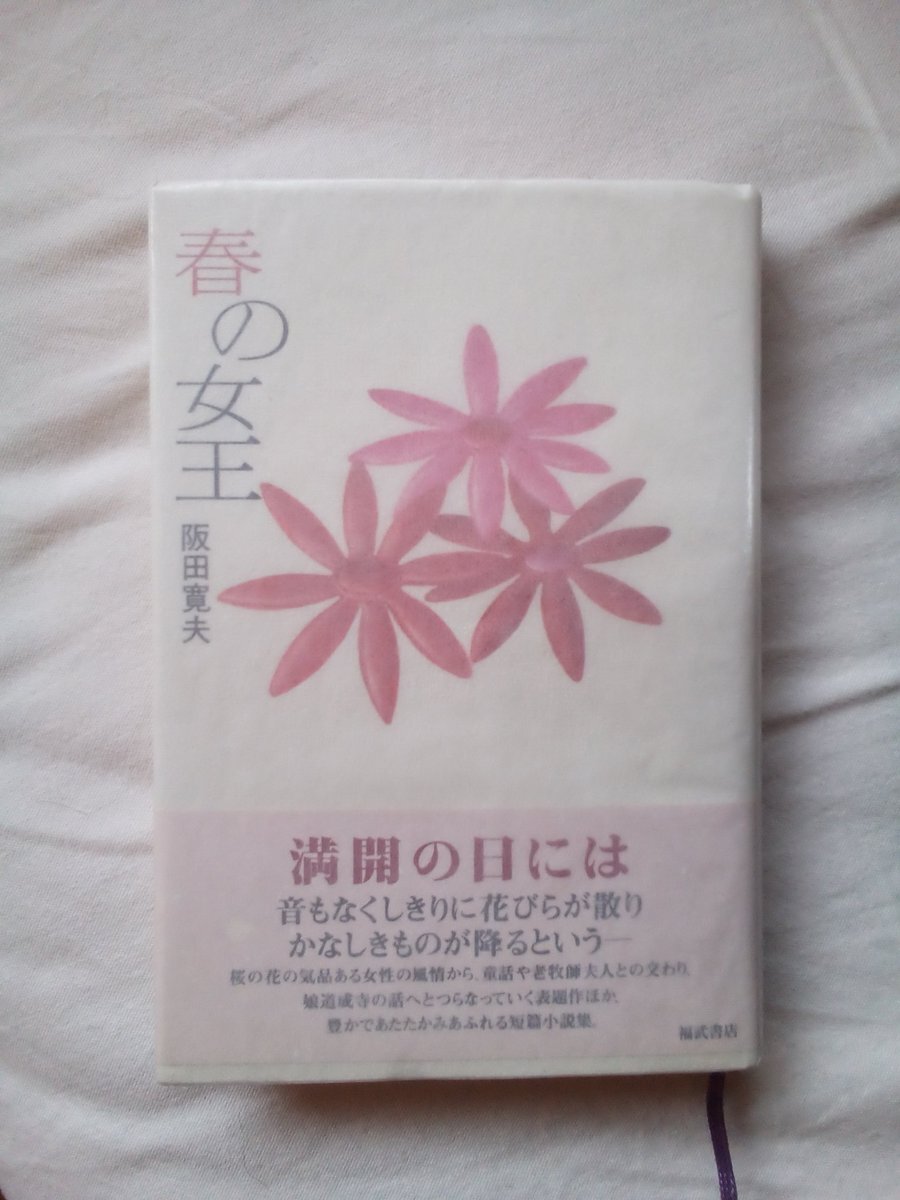 春の女王
阪田寛夫
満開の日には
音もなくしきりに花びらが散り
かなしきものが降るという―
桜の花の気品ある女性の風情から、童話や老牧師夫人との交わり、
娘道成寺の話へとつらなっていく表題作ほか、
豊かであたたかみあふれる短篇小説集。
福武書店